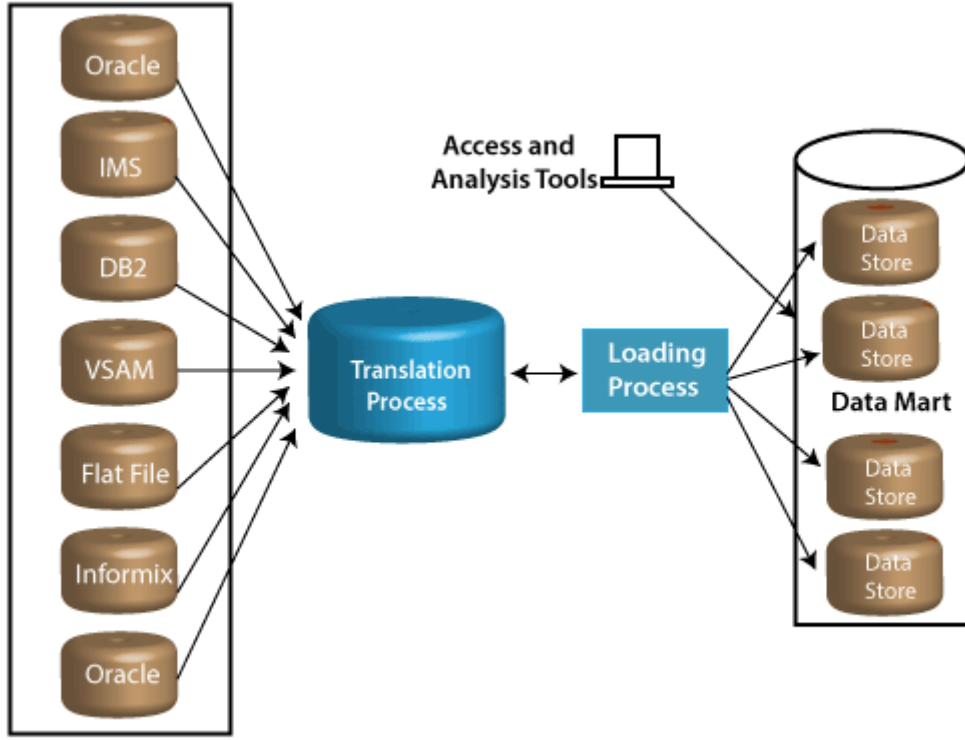 Oracle
IMS
DB2
VSAM
Flat File
Informix
Oracle
Translation
Process
Access and
Analysis Tools
Loading
Process
Data
Store
Data
Store
Data Mart
Data
Store
Data
Store